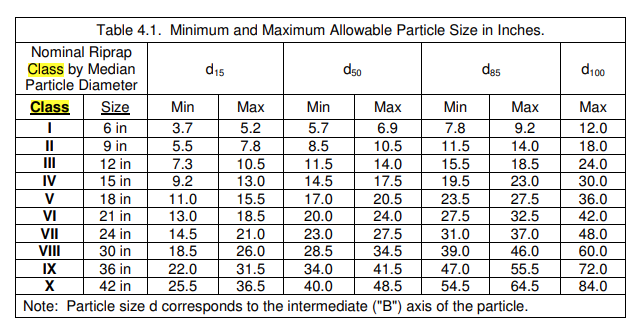 Table 4.1. Minimum and Maximum Allowable Particle Size in Inches.
Nominal Riprap
Class by Median
Particle Diameter
d15 d50 d85 d100
Class Size Min Max Min Max Min Max Max
I 6 in 3.7 5.2 5.7 6.9 7.8 9.2 12.0
II 9 in 5.5 7.8 8.5 10.5 11.5 14.0 18.0
III 12 in 7.3 10.5 11.5 14.0 15.5 18.5 24.0
IV 15 in 9.2 13.0 14.5 17.5 19.5 23.0 30.0
V 18 in 11.0 15.5 17.0 20.5 23.5 27.5 36.0
VI 21 in 13.0 18.5 20.0 24.0 27.5 32.5 42.0
VII 24 in 14.5 21.0 23.0 27.5 31.0 37.0 48.0
VIII 30 in 18.5 26.0 28.5 34.5 39.0 46.0 60.0
IX 36 in 22.0 31.5 34.0 41.5 47.0 55.5 72.0
X 42 in 25.5 36.5 40.0 48.5 54.5 64.5 84.0
Note: Particle size d corresponds to the intermediate ("B") axis of the particle.